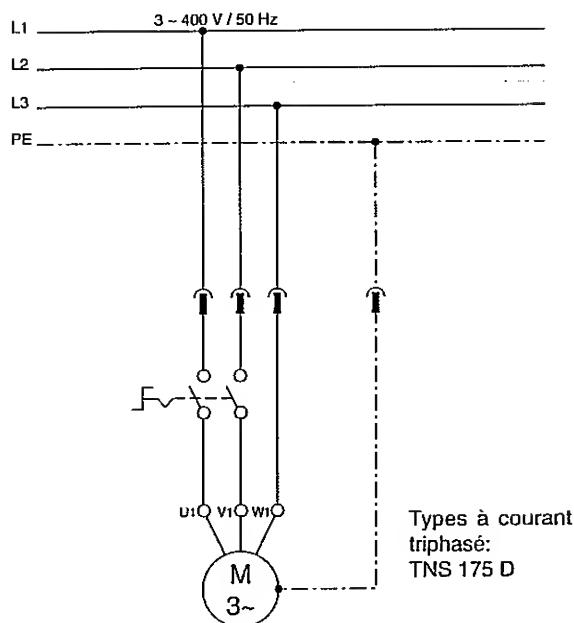 3 ~ 400 V / 50 Hz
L1
L2
L3
PE
U1 V1 W1
M
3~
Types à courant
triphasé:
TNS 175 D